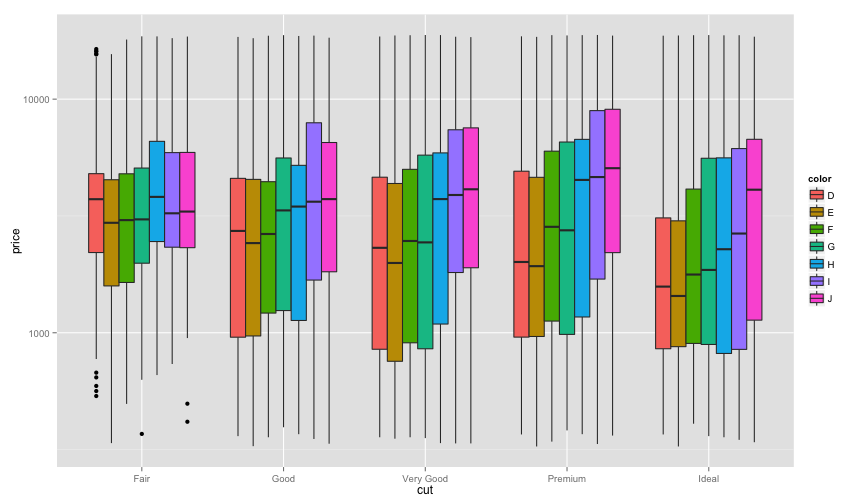 10000
1000
price
Fair
Good
Very Good
Premium
Ideal
cut
color
D
E
F
G
H
I
J